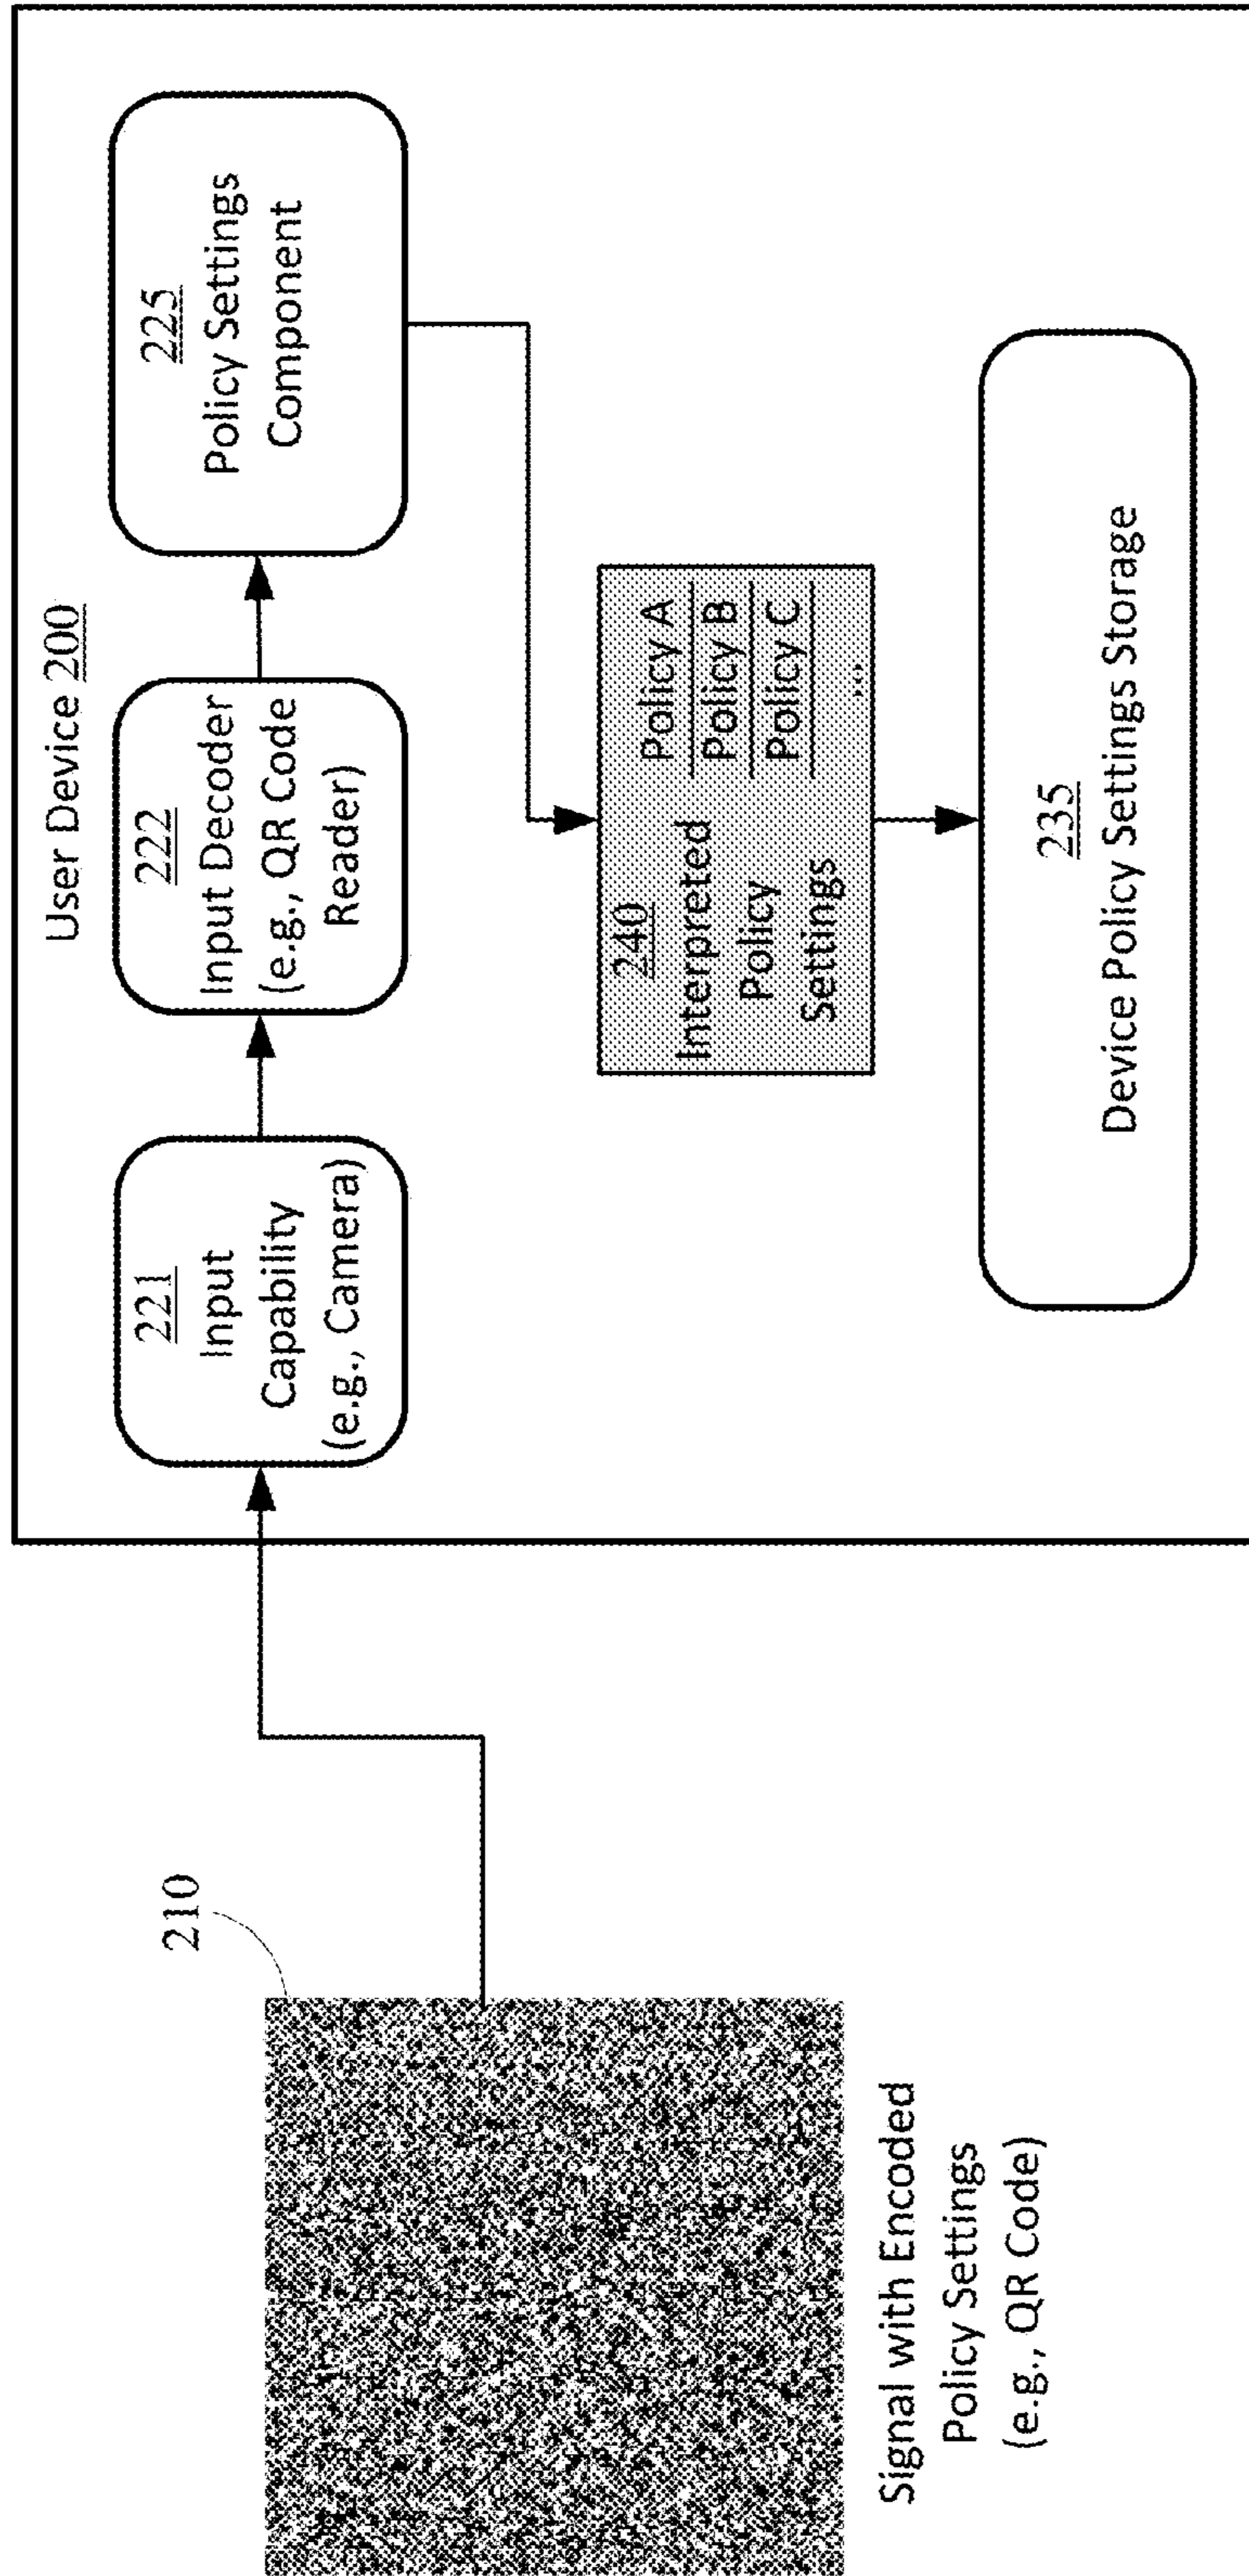 User Device 200
210
Signal with Encoded
Policy Settings
(e.g., QR Code)
221
Input
Capability
(e.g., Camera)
222
Input Decoder
(e.g., QR Code
Reader)
225
Policy Settings
Component
240
Interpreted
Policy
Settings
Policy A
Policy B
Policy C
...
235
Device Policy Settings Storage